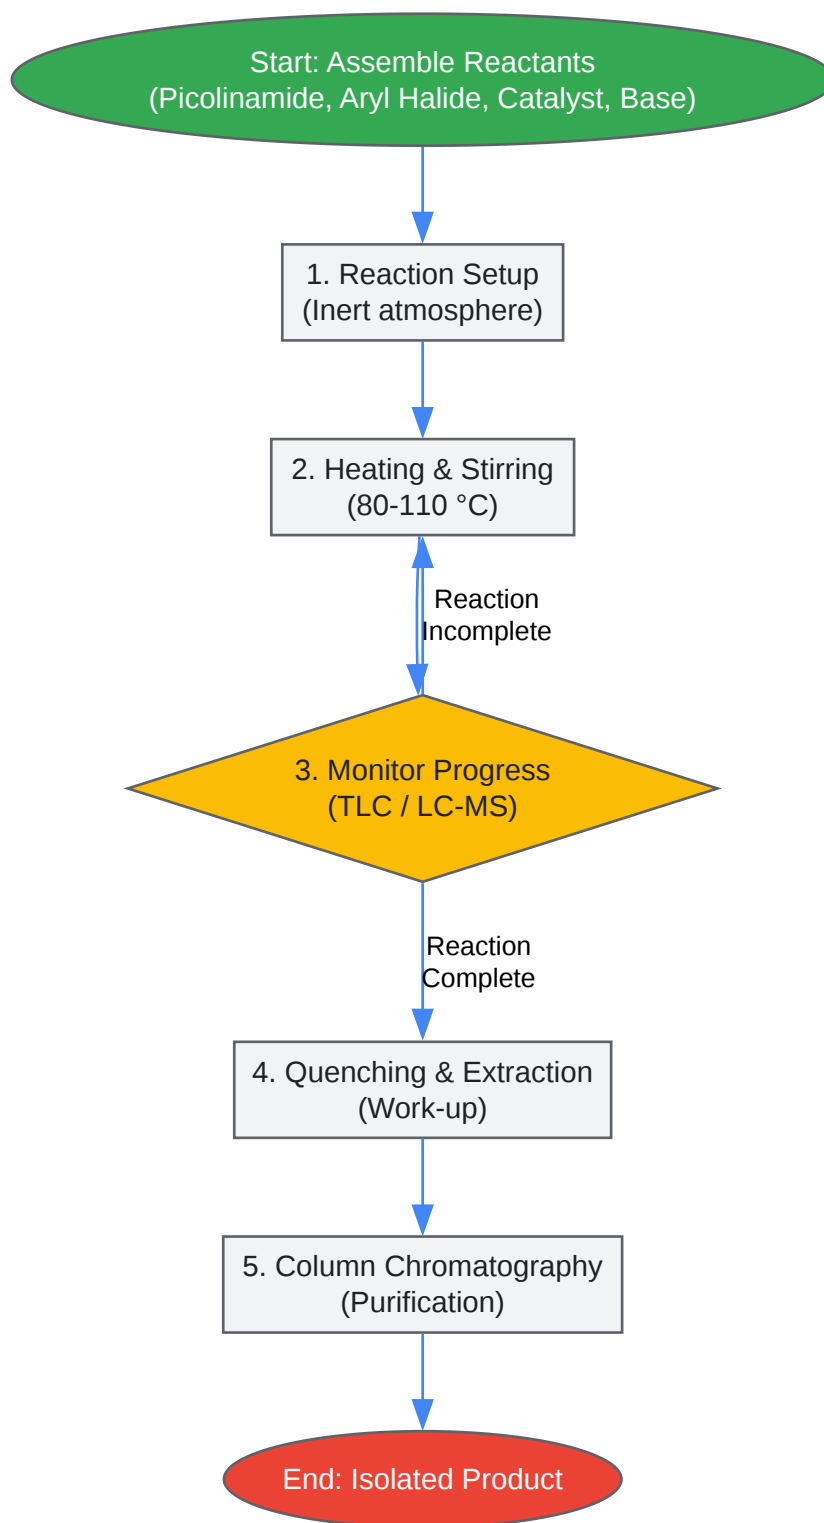 Start: Assemble Reactants
(Picolinamide, Aryl Halide, Catalyst, Base)
1. Reaction Setup
(Inert atmosphere)
2. Heating & Stirring
(80-110 °C)
Reaction
Incomplete
3. Monitor Progress
(TLC / LC-MS)
Reaction
Complete
4. Quenching & Extraction
(Work-up)
5. Column Chromatography
(Purification)
End: Isolated Product